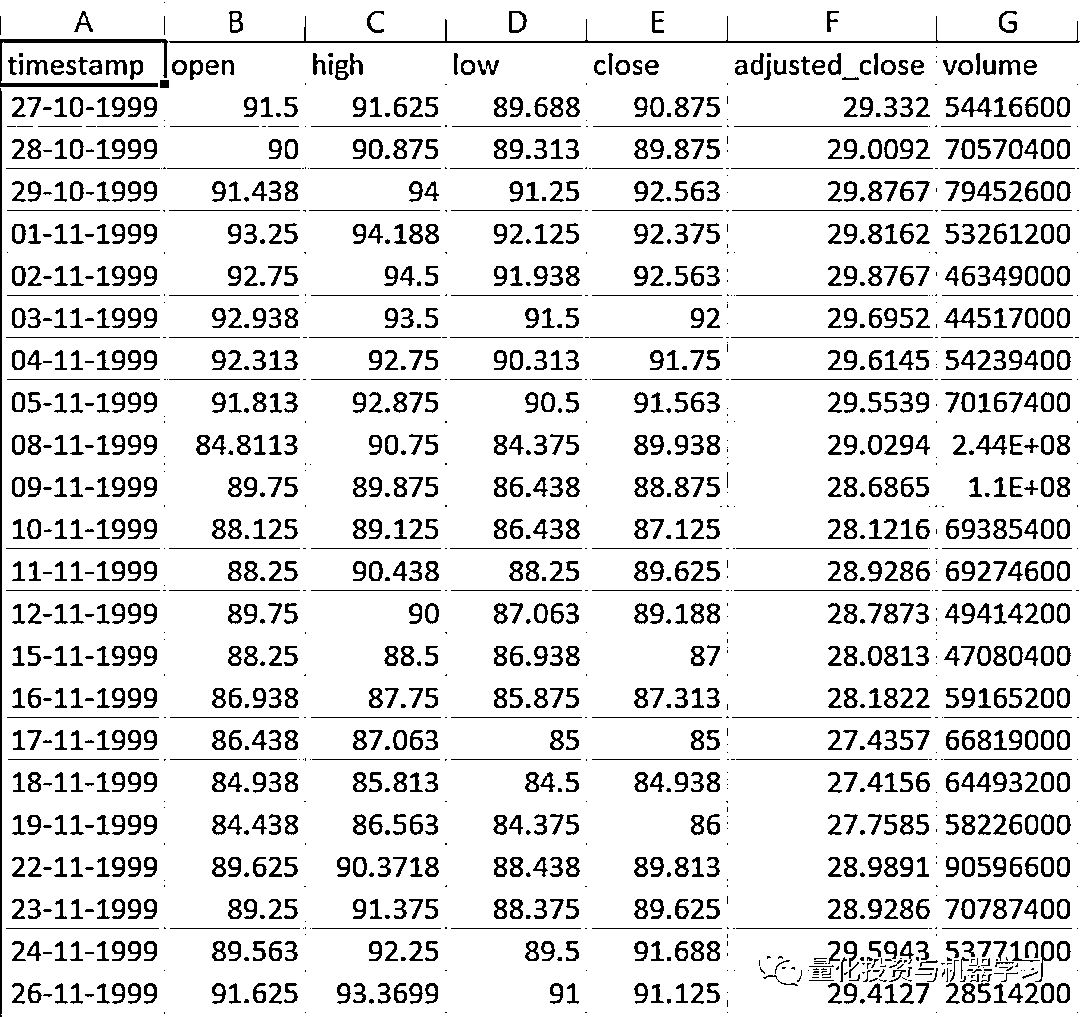 A B C D E F G
timestamp open high low close adjusted_close volume
27-10-1999 91.5 91.625 89.688 90.875 29.332 54416600
28-10-1999 90 90.875 89.313 89.875 29.0092 70570400
29-10-1999 91.438 94 91.25 92.563 29.8767 79452600
01-11-1999 93.25 94.188 92.125 92.375 29.8162 53261200
02-11-1999 92.75 94.5 91.938 92.563 29.8767 46349000
03-11-1999 92.938 93.5 91.5 92 29.6952 44517000
04-11-1999 92.313 92.75 90.313 91.75 29.6145 54239400
05-11-1999 91.813 92.875 90.5 91.563 29.5539 70167400
08-11-1999 84.8113 90.75 84.375 89.938 29.0294 2.44E+08
09-11-1999 89.75 89.875 86.438 88.875 28.6865 1.1E+08
10-11-1999 88.125 89.125 86.438 87.125 28.1216 69385400
11-11-1999 88.25 90.438 88.25 89.625 28.9286 69274600
12-11-1999 89.75 90 87.063 89.188 28.7873 49414200
15-11-1999 88.25 88.5 86.938 87 28.0813 47080400
16-11-1999 86.938 87.75 85.875 87.313 28.1822 59165200
17-11-1999 86.438 87.063 85 85 27.4357 66819000
18-11-1999 84.938 85.813 84.5 84.938 27.4156 64493200
19-11-1999 84.438 86.563 84.375 86 27.7585 58226000
22-11-1999 89.625 90.3718 88.438 89.813 28.9891 90596600
23-11-1999 89.25 91.375 88.375 89.625 28.9286 70787400
24-11-1999 89.563 92.25 89.5 91.688 29.5943 53771000
量化投资与机器学习
26-11-1999 91.625 93.3699 91 91.125 29.4127 28514200